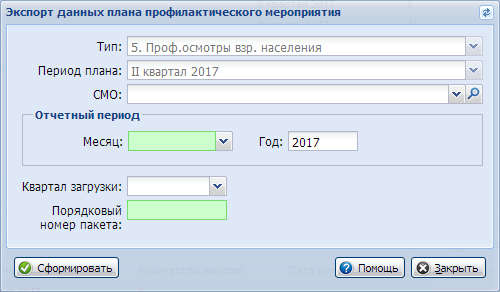 Экспорт данных плана профилактического мероприятия
Тип: 5. Проф.осмотры взр. населения
Период плана: II квартал 2017
СМО:
Отчетный период
Месяц: Год: 2017
Квартал загрузки:
Порядковый
номер пакета:
Сформировать Помощь Закрыть